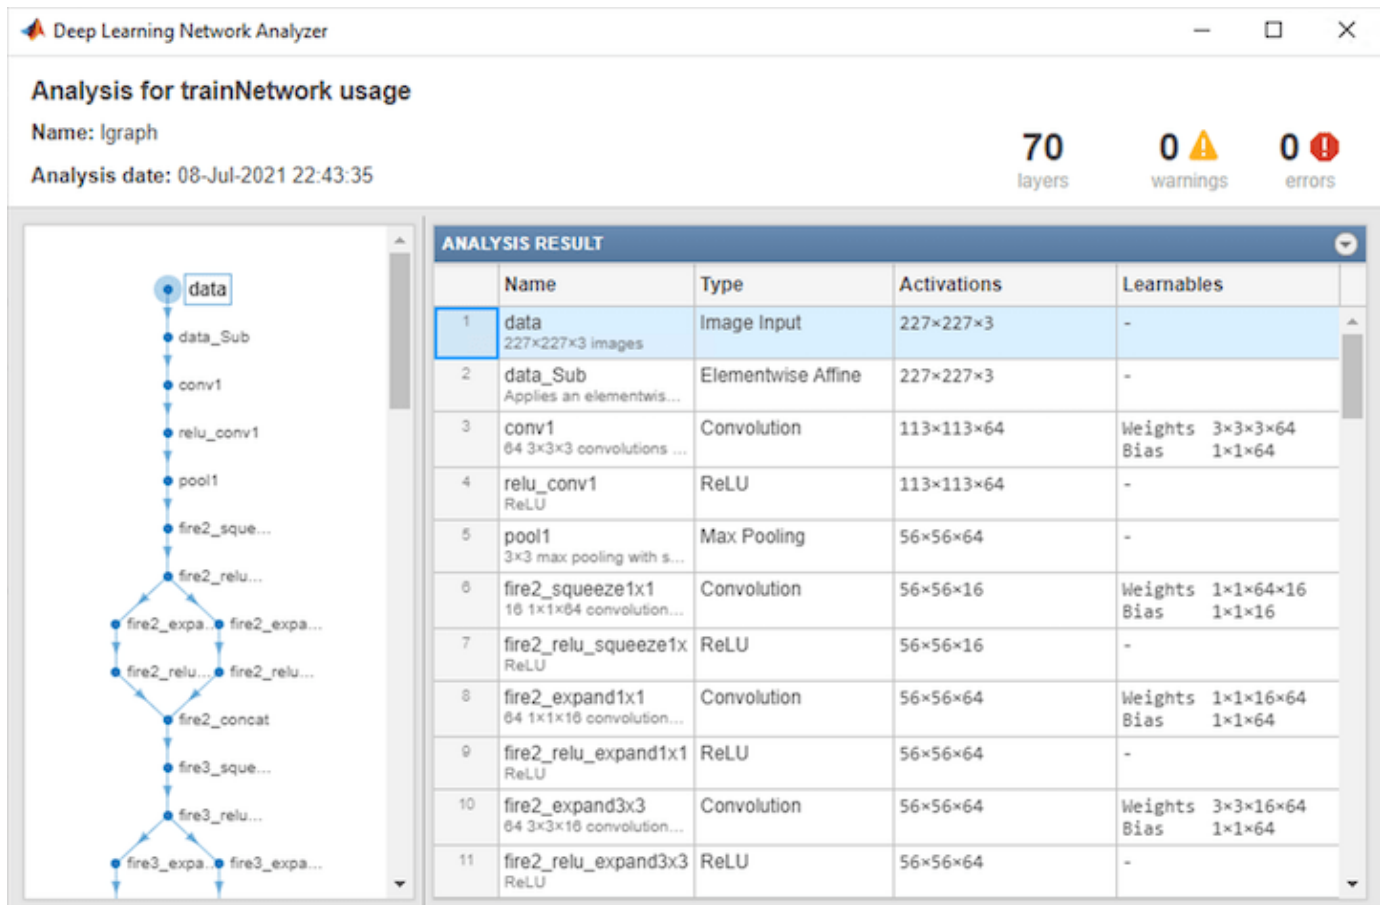 Deep Learning Network Analyzer
Analysis for trainNetwork usage
Name: lgraph
Analysis date: 08-Jul-2021 22:43:35
70
layers
0
warnings
0
errors
data
data_Sub
conv1
relu_conv1
pool1
fire2_sque...
fire2_relu...
fire2_expa... fire2_expa...
fire2_relu... fire2_relu...
fire2_concat
fire3_sque...
fire3_relu...
fire3_expa... fire3_expa...
ANALYSIS RESULT
Name Type Activations Learnables
1 data Image Input 227×227×3 -
227×227×3 images
2 data_Sub Elementwise Affine 227×227×3 -
Applies an elementwis...
3 conv1 Convolution 113×113×64 Weights 3×3×3×64
64 3×3×3 convolutions ... Bias 1×1×64
4 relu_conv1 ReLU 113×113×64 -
ReLU
5 pool1 Max Pooling 56×56×64 -
3×3 max pooling with s...
6 fire2_squeeze1x1 Convolution 56×56×16 Weights 1×1×64×16
16 1×1×64 convolution... Bias 1×1×16
7 fire2_relu_squeeze1x ReLU 56×56×16 -
ReLU
8 fire2_expand1x1 Convolution 56×56×64 Weights 1×1×16×64
64 1×1×16 convolution... Bias 1×1×64
9 fire2_relu_expand1x1 ReLU 56×56×64 -
ReLU
10 fire2_expand3x3 Convolution 56×56×64 Weights 3×3×16×64
64 3×3×16 convolution... Bias 1×1×64
11 fire2_relu_expand3x3 ReLU 56×56×64 -
ReLU